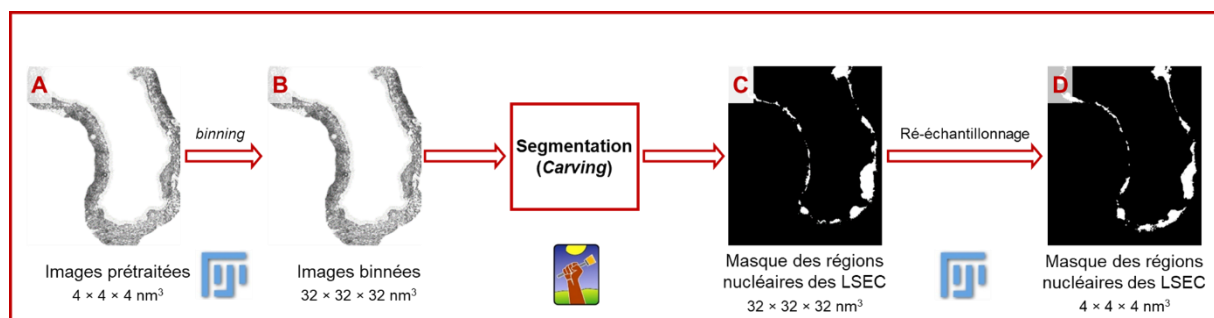 A
B
C
D
binning
Segmentation
(Carving)
Ré-échantillonnage
Images prétraitées
4 × 4 × 4 nm³
Images binnées
32 × 32 × 32 nm³
Masque des régions
nucléaires des LSEC
32 × 32 × 32 nm³
Masque des régions
nucléaires des LSEC
4 × 4 × 4 nm³